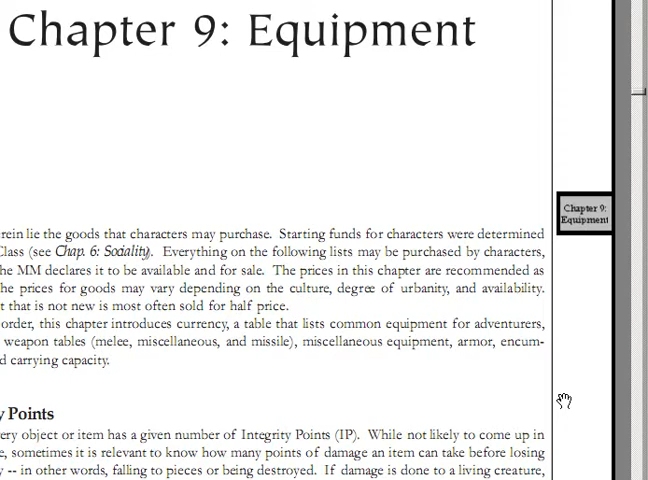 Chapter 9: Equipment
Chapter 9:
Equipment
rein lie the goods that characters may purchase. Starting funds for characters were determined
Class (see Chap. 6: Sociality). Everything on the following lists may be purchased by characters,
he MM declares it to be available and for sale. The prices in this chapter are recommended as
he prices for goods may vary depending on the culture, degree of urbanity, and availability.
t that is not new is most often sold for half price.
order, this chapter introduces currency, a table that lists common equipment for adventurers,
weapon tables (melee, miscellaneous, and missile), miscellaneous equipment, armor, encum-
d carrying capacity.
y Points
ery object or item has a given number of Integrity Points (IP). While not likely to come up in
e, sometimes it is relevant to know how many points of damage an item can take before losing
y -- in other words, falling to pieces or being destroyed. If damage is done to a living creature,